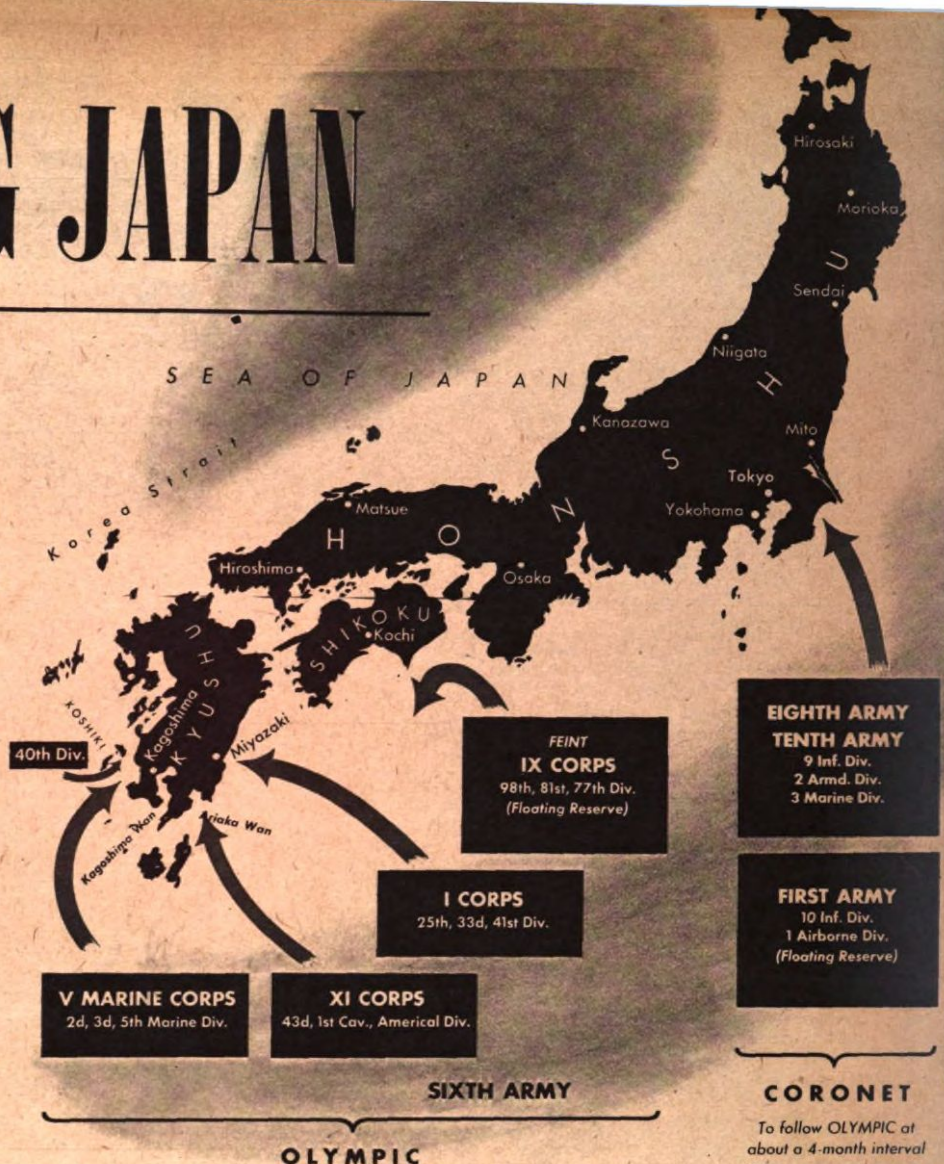 G JAPAN
Hirosaki
Morioka
Sendai
Niigata
SEA OF JAPAN
Kanazawa
Mito
Korea Strait
Tokyo
Yokohama
Matsue
HONSHU
Hiroshima
Osaka
SHIKOKU
Kochi
KYUSHU
KOSHIKI
Kagoshima
Miyazaki
40th Div.
Kagoshima Wan
Ariaka Wan
FEINT
IX CORPS
98th, 81st, 77th Div.
(Floating Reserve)
EIGHTH ARMY
TENTH ARMY
9 Inf. Div.
2 Armd. Div.
3 Marine Div.
I CORPS
25th, 33d, 41st Div.
FIRST ARMY
10 Inf. Div.
1 Airborne Div.
(Floating Reserve)
V MARINE CORPS
2d, 3d, 5th Marine Div.
XI CORPS
43d, 1st Cav., Americal Div.
SIXTH ARMY
OLYMPIC
CORONET
To follow OLYMPIC at
about a 4-month interval